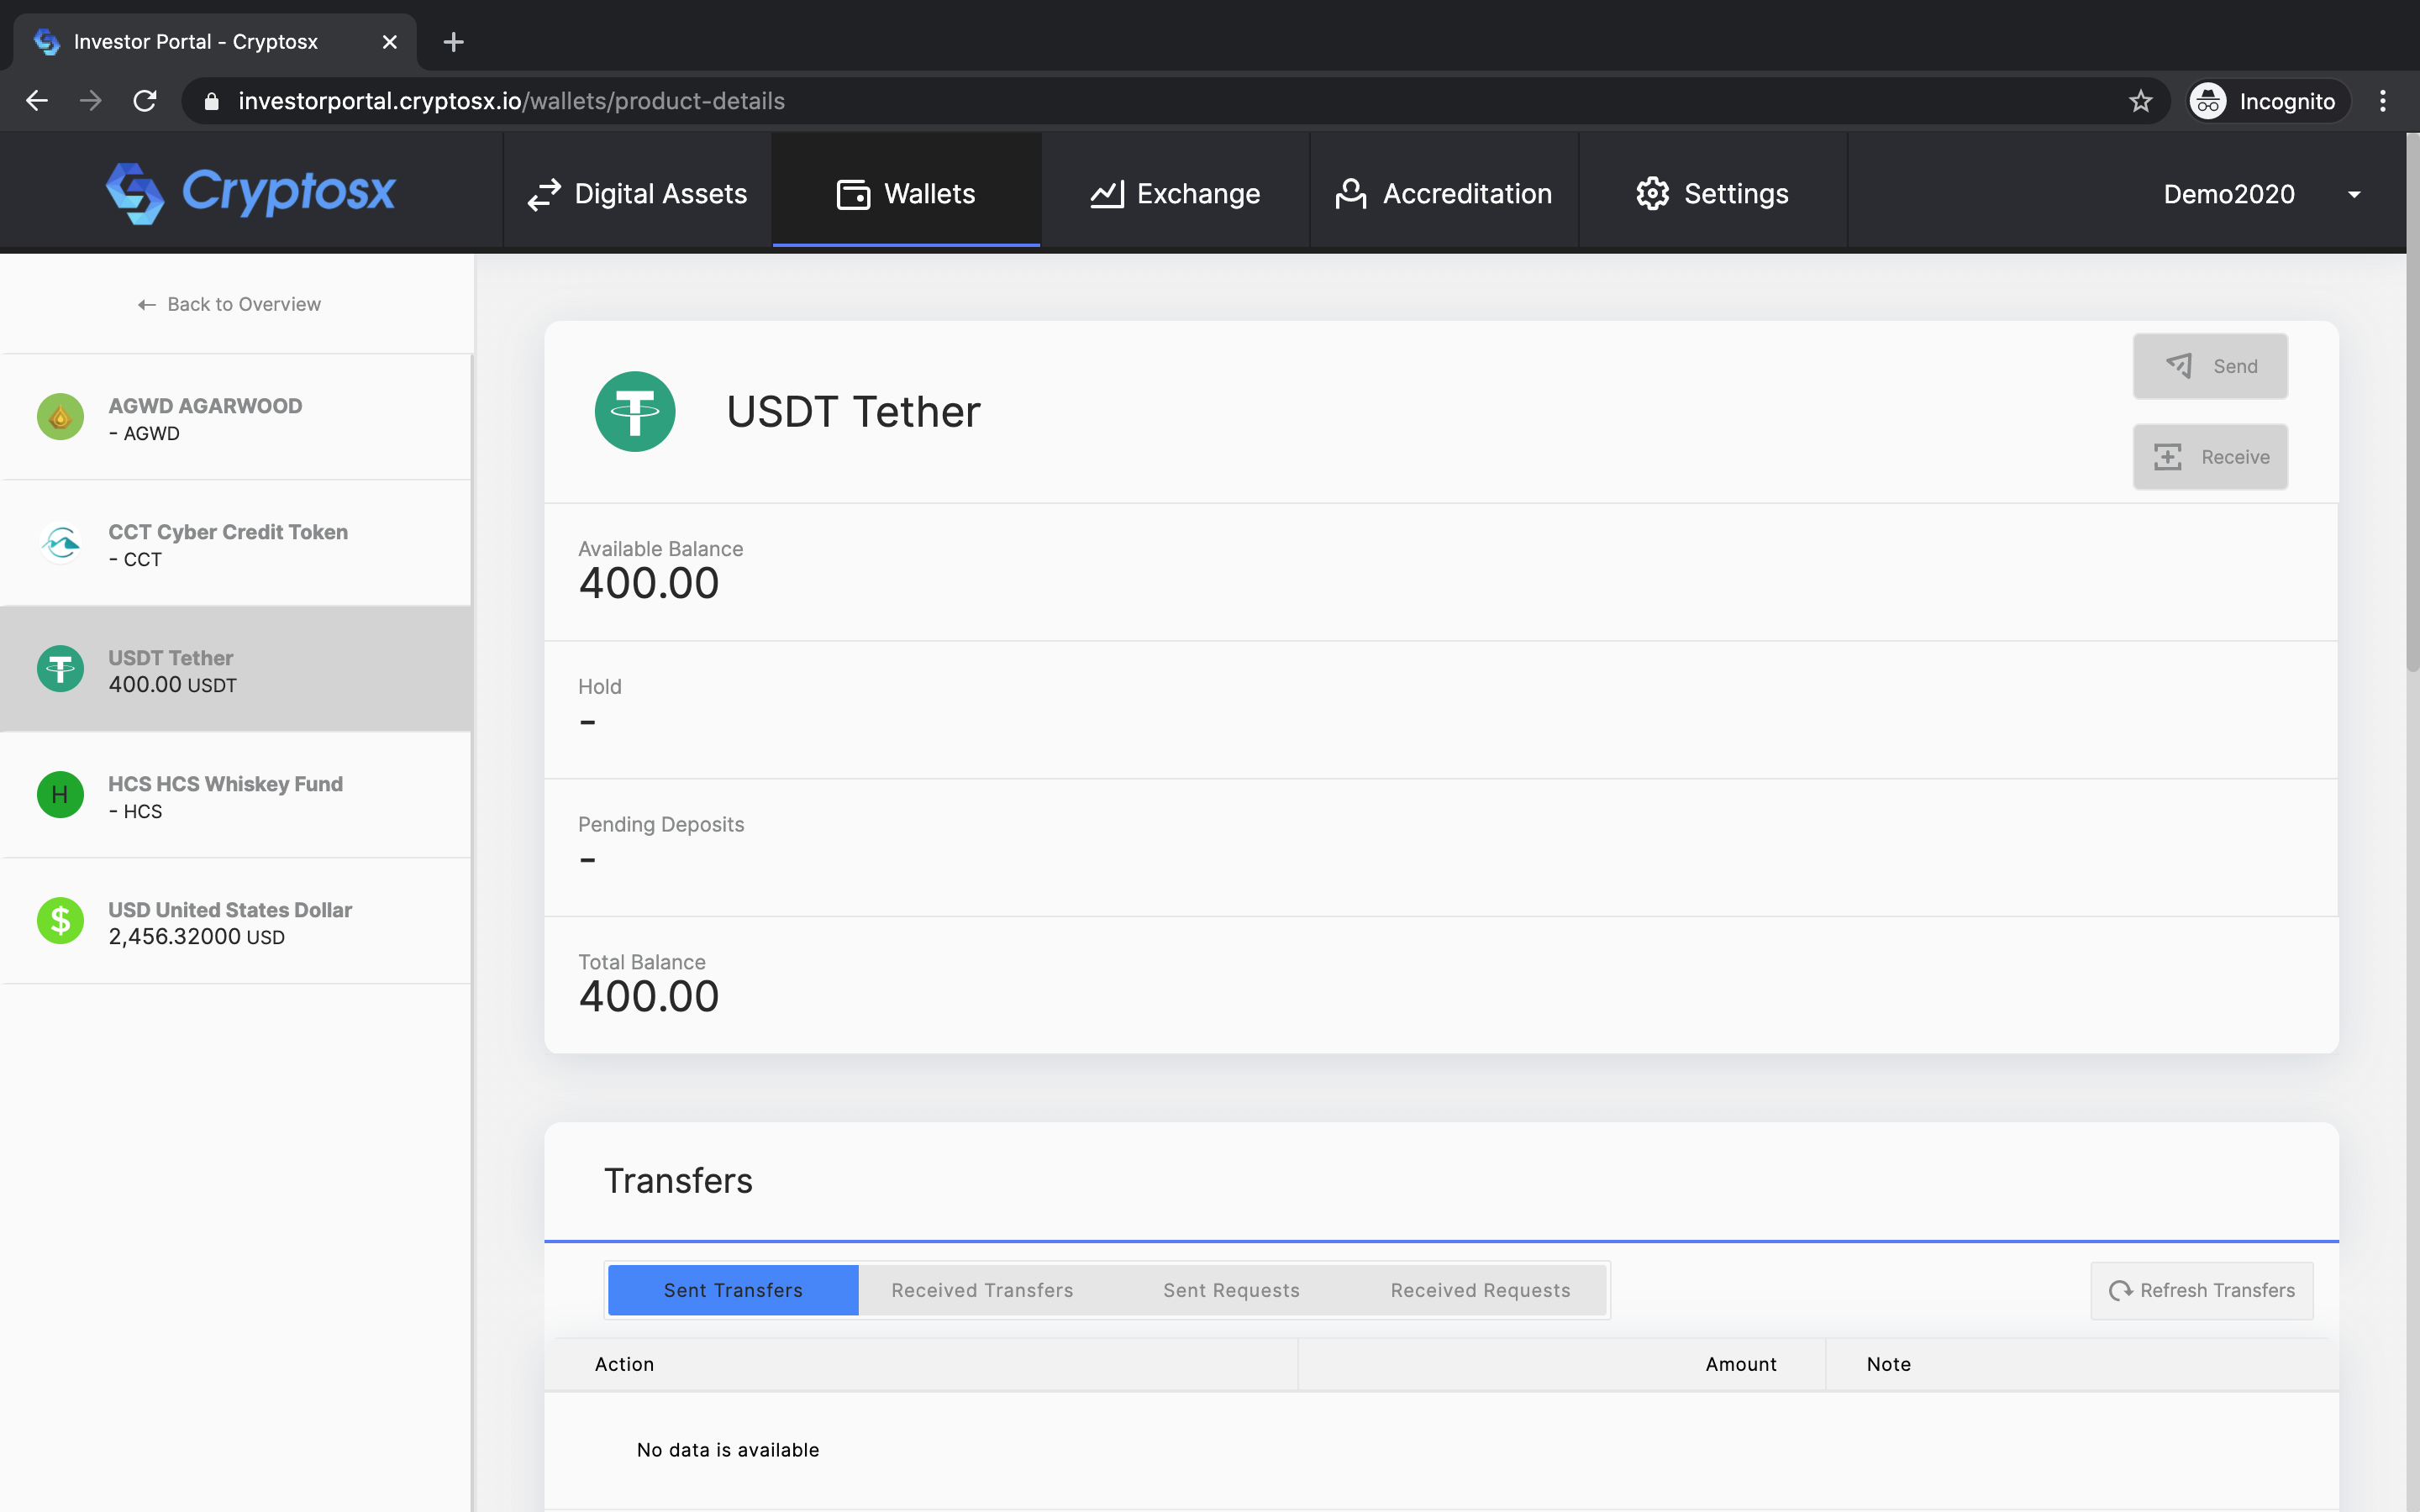 Investor Portal - Cryptosx
investorportal.cryptosx.io/wallets/product-details
Incognito
Cryptosx
Digital Assets
Wallets
Exchange
Accreditation
Settings
Demo2020
Back to Overview
AGWD AGARWOOD
- AGWD
CCT Cyber Credit Token
- CCT
USDT Tether
400.00 USDT
H
HCS HCS Whiskey Fund
- HCS
$
USD United States Dollar
2,456.32000 USD
USDT Tether
Send
Receive
Available Balance
400.00
Hold
-
Pending Deposits
-
Total Balance
400.00
Transfers
Sent Transfers
Received Transfers
Sent Requests
Received Requests
Refresh Transfers
Action
Amount
Note
No data is available